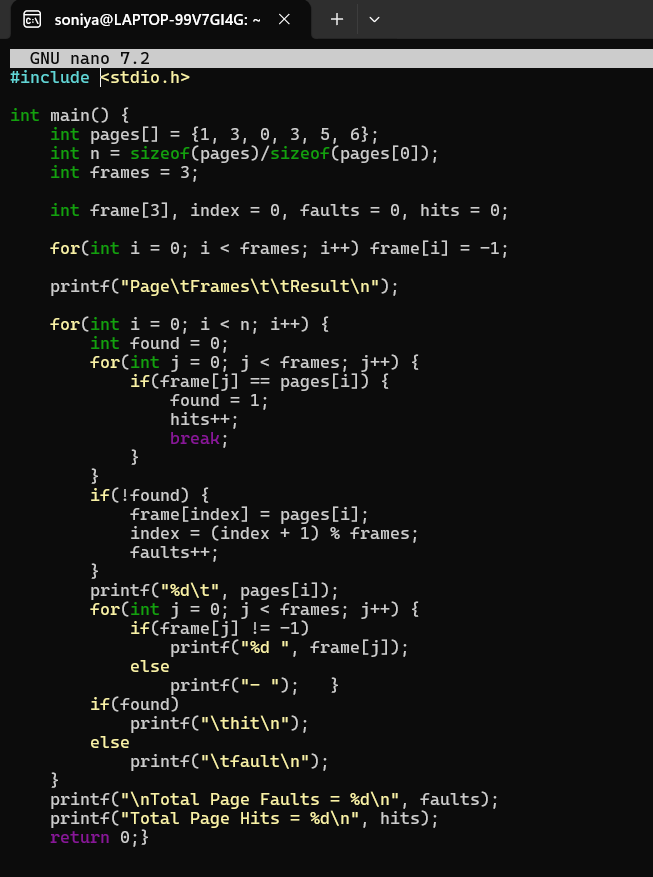 soniya@LAPTOP-99V7GI4G: ~
GNU nano 7.2
#include <stdio.h>
int main() {
    int pages[] = {1, 3, 0, 3, 5, 6};
    int n = sizeof(pages)/sizeof(pages[0]);
    int frames = 3;
    int frame[3], index = 0, faults = 0, hits = 0;
    for(int i = 0; i < frames; i++) frame[i] = -1;
    printf("Page\tFrames\t\tResult\n");
    for(int i = 0; i < n; i++) {
        int found = 0;
        for(int j = 0; j < frames; j++) {
            if(frame[j] == pages[i]) {
                found = 1;
                hits++;
                break;
            }
        }
        if(!found) {
            frame[index] = pages[i];
            index = (index + 1) % frames;
            faults++;
        }
        printf("%d\t", pages[i]);
        for(int j = 0; j < frames; j++) {
            if(frame[j] != -1)
                printf("%d ", frame[j]);
            else
                printf("- ");   }
        if(found)
            printf("\thit\n");
        else
            printf("\tfault\n");
    }
    printf("\nTotal Page Faults = %d\n", faults);
    printf("Total Page Hits = %d\n", hits);
    return 0;}